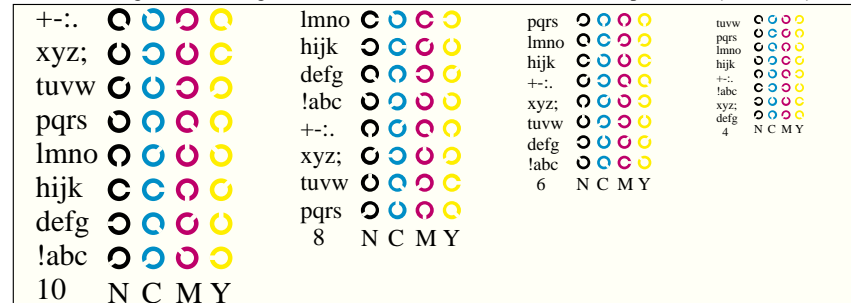 +-:.
xyz;
tuvw
pqrs
lmno
hijk
defg
!abc
10 N C M Y
lmno
hijk
defg
!abc
+-:.
xyz;
tuvw
pqrs
8 N C M Y
pqrs
lmno
hijk
+-:.
xyz;
tuvw
defg
!abc
6 N C M Y
tuvw
pqrs
lmno
hijk
+-:.
!abc
xyz;
defg
4 N C M Y